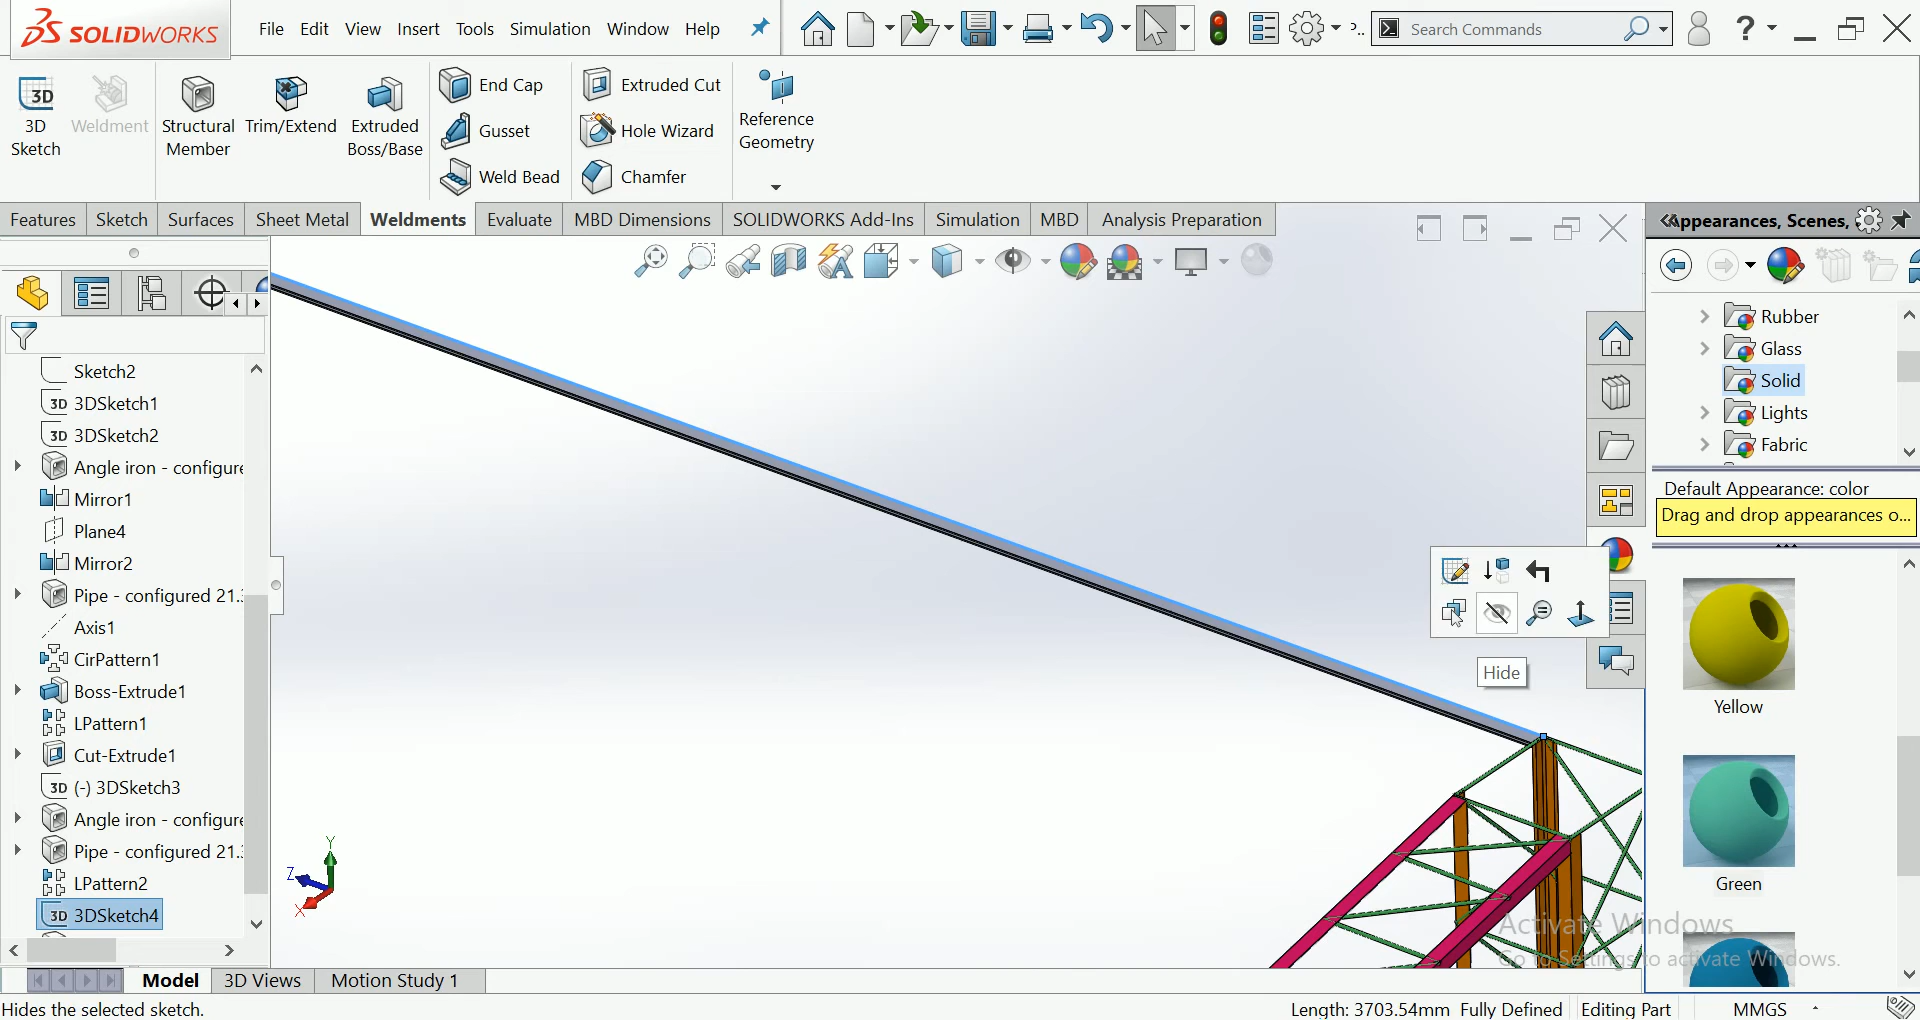 SOLIDWORKS
File Edit View Insert Tools Simulation Window Help
Search Commands
?
P..
3D Sketch
Weldment
Structural Member
Trim/Extend
Extruded Boss/Base
End Cap
Gusset
Weld Bead
Extruded Cut
Hole Wizard
Chamfer
Reference Geometry
Features Sketch Surfaces Sheet Metal Weldments Evaluate MBD Dimensions SOLIDWORKS Add-Ins Simulation MBD Analysis Preparation
Appearances, Scenes,
Sketch2
3D 3DSketch1
3D 3DSketch2
Angle iron - configure
Mirror1
Plane4
Mirror2
Pipe - configured 21.
Axis1
CirPattern1
Boss-Extrude1
LPattern1
Cut-Extrude1
3D (-) 3DSketch3
Angle iron - configure
Pipe - configured 21.
LPattern2
3D 3DSketch4
Y
Z
X
Hide
Rubber
Glass
Solid
Lights
Fabric
Default Appearance: color
Drag and drop appearances o...
Yellow
Green
Activate Windows
Go to Settings to activate Windows.
Model 3D Views Motion Study 1
Hides the selected sketch.
Length: 3703.54mm Fully Defined Editing Part MMGS